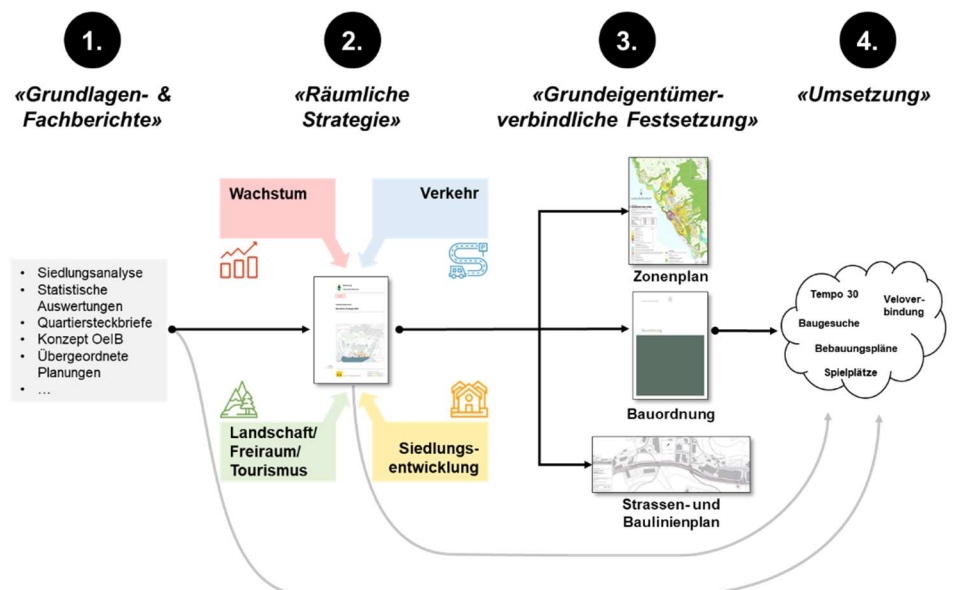 1.
«Grundlagen- &
Fachberichte»
2.
«Räumliche
Strategie»
3.
«Grundeigentümer-
verbindliche Festsetzung»
4.
«Umsetzung»
• Siedlungsanalyse
• Statistische
Auswertungen
• Quartiersteckbriefe
• Konzept OeIB
• Übergeordnete
Planungen
• ...
Wachstum
Verkehr
P
Landschaft/
Freiraum/
Tourismus
Siedlungs-
entwicklung
Zonenplan
Bauordnung
Bauordnung
Strassen- und
Baulinienplan
Tempo 30
Velover-
bindung
Baugesuche
Bebauungspläne
Spielplätze